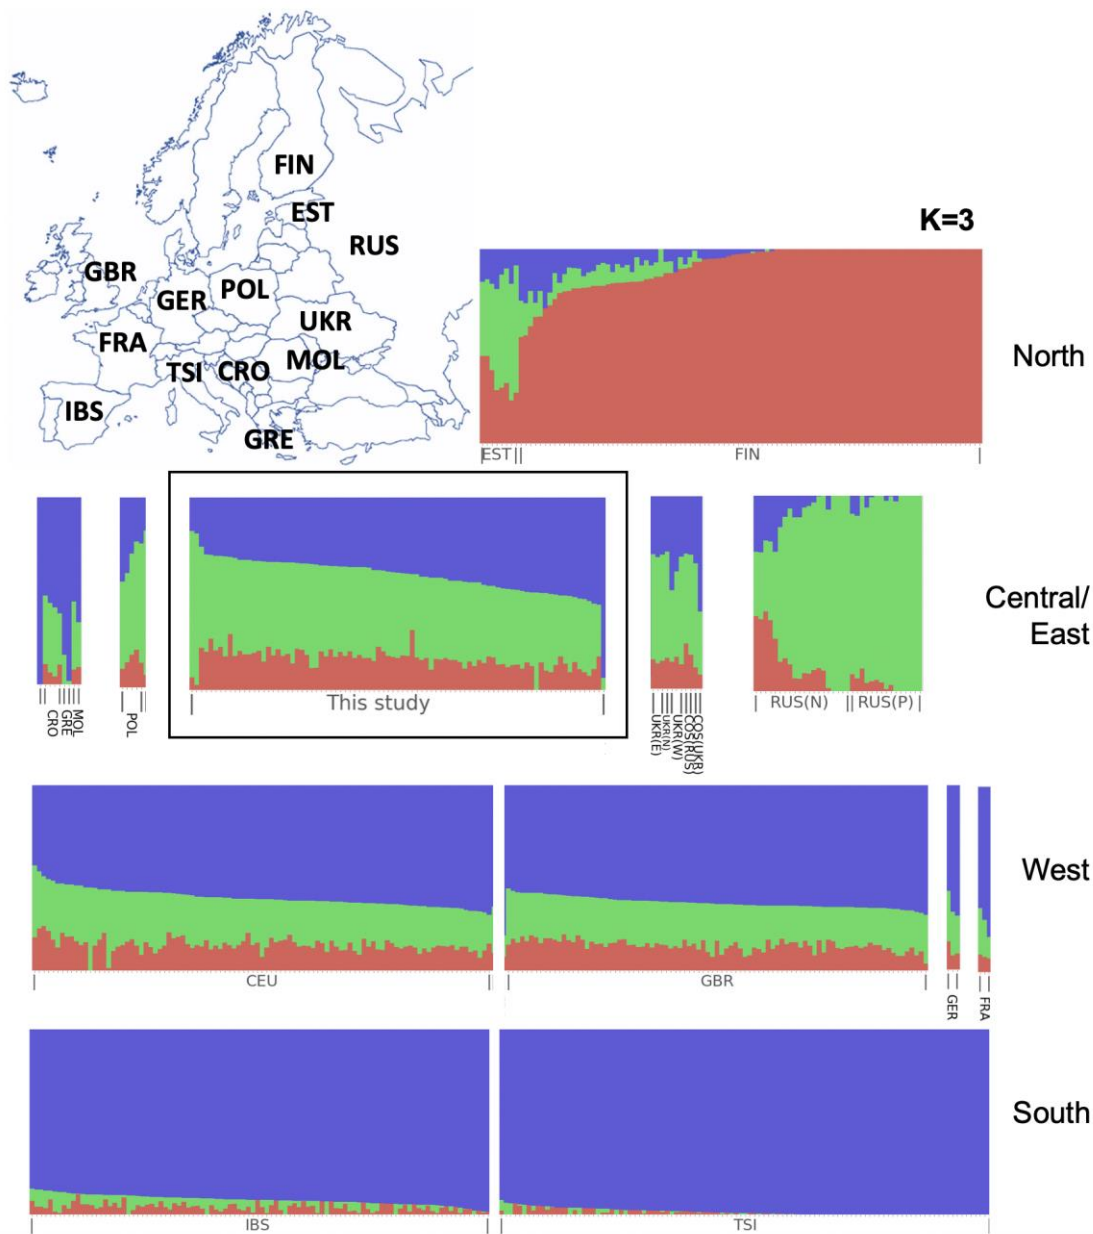 FIN
EST
RUS
GBR
GER
POL
UKR
FRA
MOL
TSI
CRO
IBS
GRE
K=3
North
EST
FIN
Central/
East
CRO
GRE
MOL
POL
This study
UKR(E)
UKR(N)
UKR(W)
COS(RUS)
COS(UKR)
RUS(N)
RUS(P)
West
CEU
GBR
GER
FRA
South
IBS
TSI